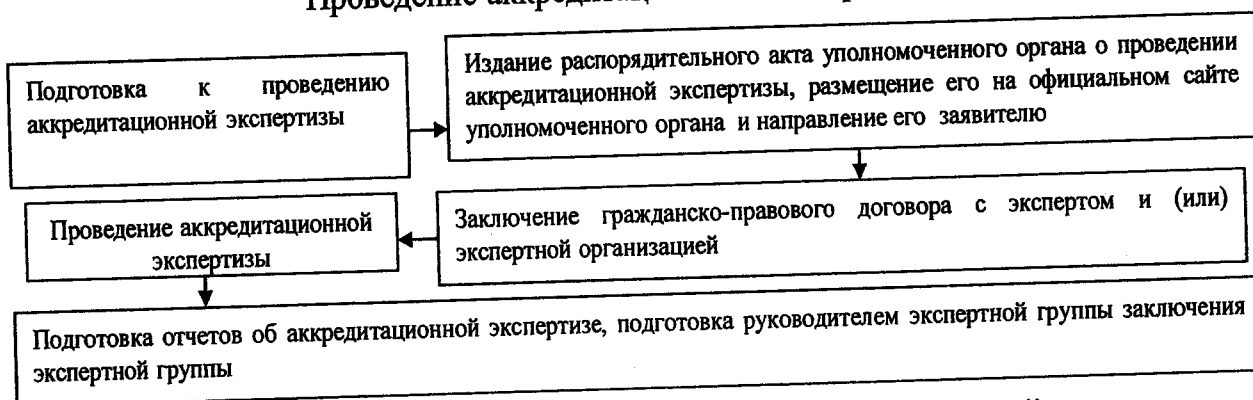 Проведение
Подготовка к проведению
аккредитационной экспертизы
Издание распорядительного акта уполномоченного органа о проведении
аккредитационной экспертизы, размещение его на официальном сайте
уполномоченного органа и направление его заявителю
Заключение гражданско-правового договора с экспертом и (или)
экспертной организацией
Проведение аккредитационной
экспертизы
Подготовка отчетов об аккредитационной экспертизе, подготовка руководителем экспертной группы заключения
экспертной группы